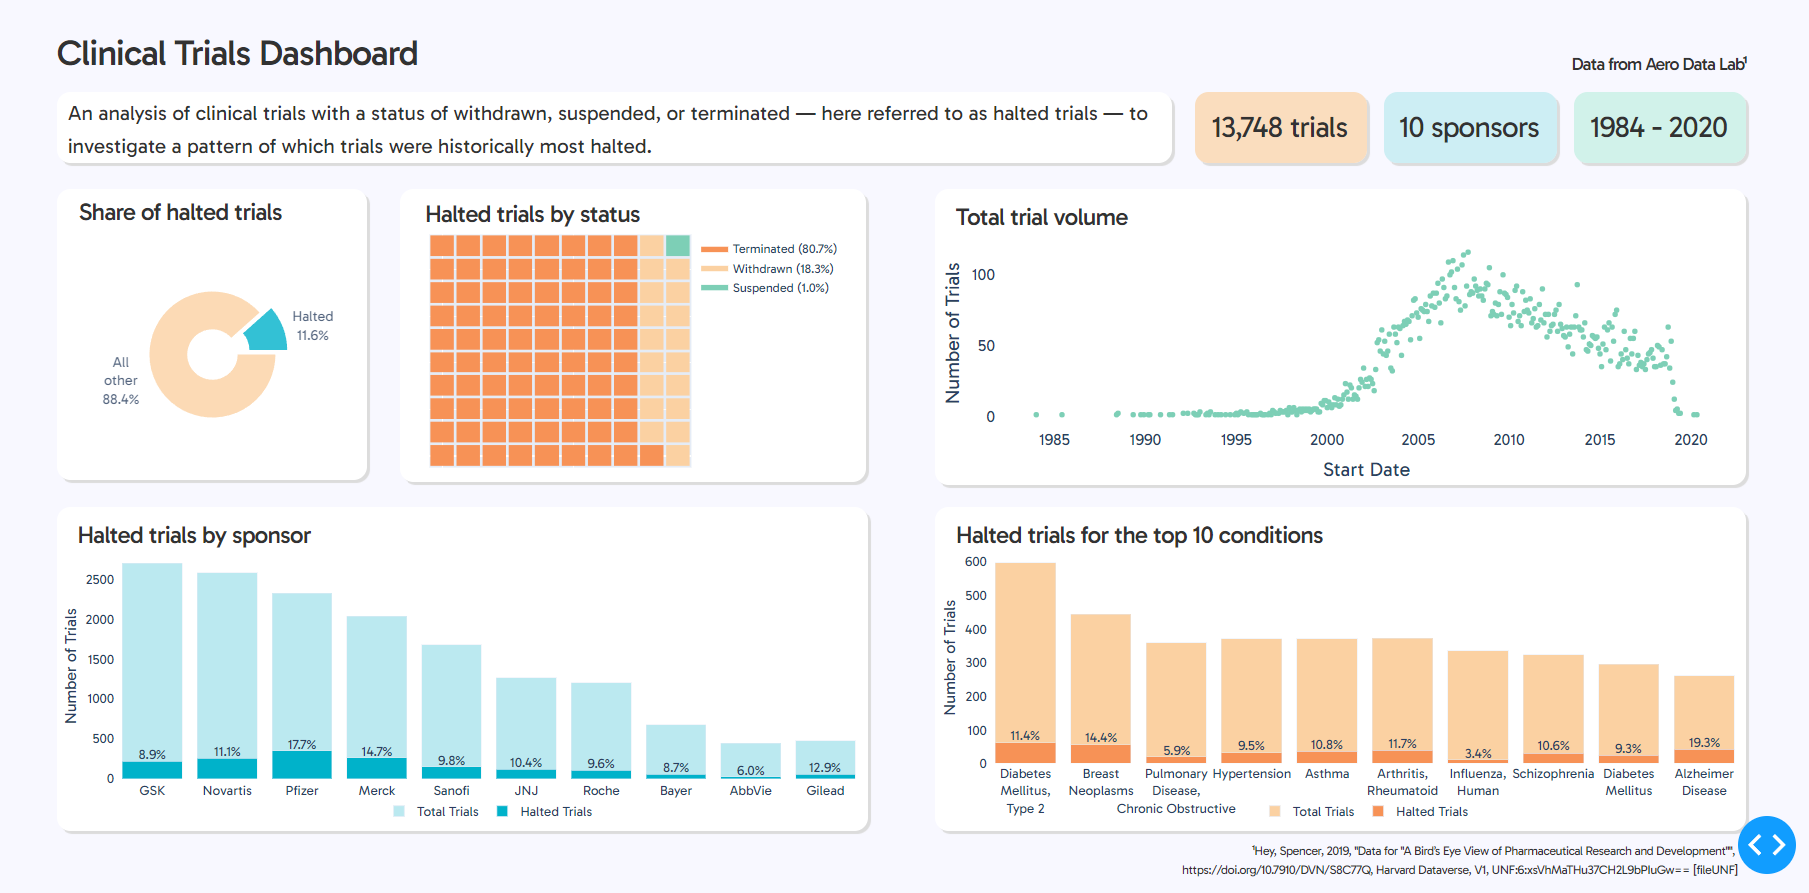 Clinical Trials Dashboard
Data from Aero Data Lab¹
An analysis of clinical trials with a status of withdrawn, suspended, or terminated — here referred to as halted trials — to
investigate a pattern of which trials were historically most halted.
13,748 trials
10 sponsors
1984 - 2020
Share of halted trials
Halted
11.6%
All
other
88.4%
Halted trials by status
Terminated (80.7%)
Withdrawn (18.3%)
Suspended (1.0%)
Total trial volume
Number of Trials
100
50
0
1985 1990 1995 2000 2005 2010 2015 2020
Start Date
Halted trials by sponsor
Number of Trials
2500
2000
1500
1000
500
0
8.9% 11.1% 17.7% 14.7% 9.8% 10.4% 9.6% 8.7% 6.0% 12.9%
GSK Novartis Pfizer Merck Sanofi JNJ Roche Bayer AbbVie Gilead
Total Trials Halted Trials
Halted trials for the top 10 conditions
Number of Trials
600
500
400
300
200
100
0
11.4% 14.4% 5.9% 9.5% 10.8% 11.7% 3.4% 10.6% 9.3% 19.3%
Diabetes Breast Pulmonary Hypertension Asthma Arthritis, Influenza, Schizophrenia Diabetes Alzheimer
Mellitus, Neoplasms Disease, Rheumatoid Human Mellitus Disease
Type 2 Chronic Obstructive
Total Trials Halted Trials
¹Hey, Spencer, 2019, "Data for "A Bird's Eye View of Pharmaceutical Research and Development"",
https://doi.org/10.7910/DVN/S8C77Q, Harvard Dataverse, V1, UNF:6:xsVhMaTHu37CH2L9bPIuGw== [fileUNF]